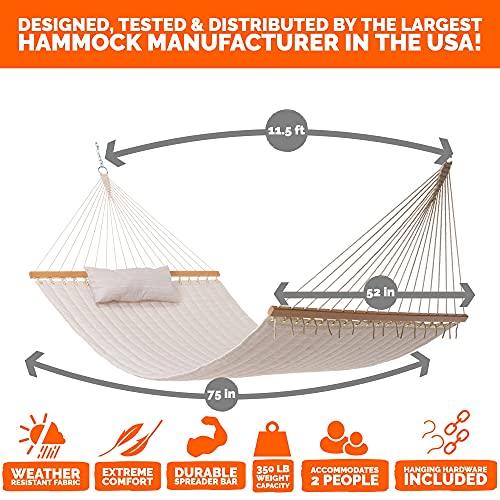 DESIGNED, TESTED & DISTRIBUTED BY THE LARGEST
HAMMOCK MANUFACTURER IN THE USA!
11.5 ft
52 in
75 in
WEATHER
RESISTANT FABRIC
EXTREME
COMFORT
DURABLE
SPREADER BAR
350 LB
WEIGHT
CAPACITY
ACCOMMODATES
2 PEOPLE
HANGING HARDWARE
INCLUDED